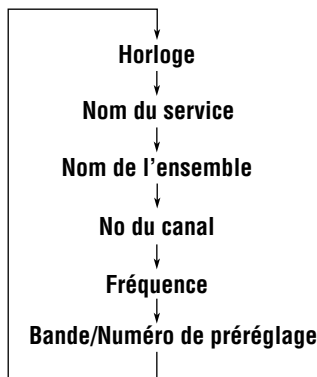 Horloge
Nom du service
Nom de l'ensemble
No du canal
Fréquence
Bande/Numéro de préréglage